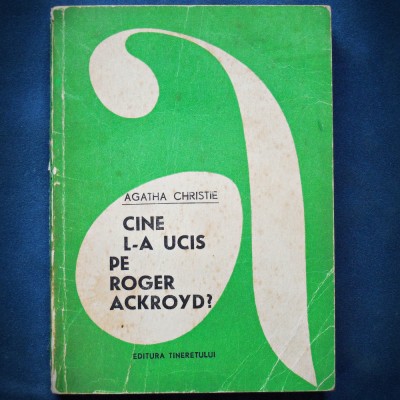 AGATHA CHRISTIE
CINE
L-A UCIS
PE
ROGER
ACKROYD?
EDITURA TINERETULUI